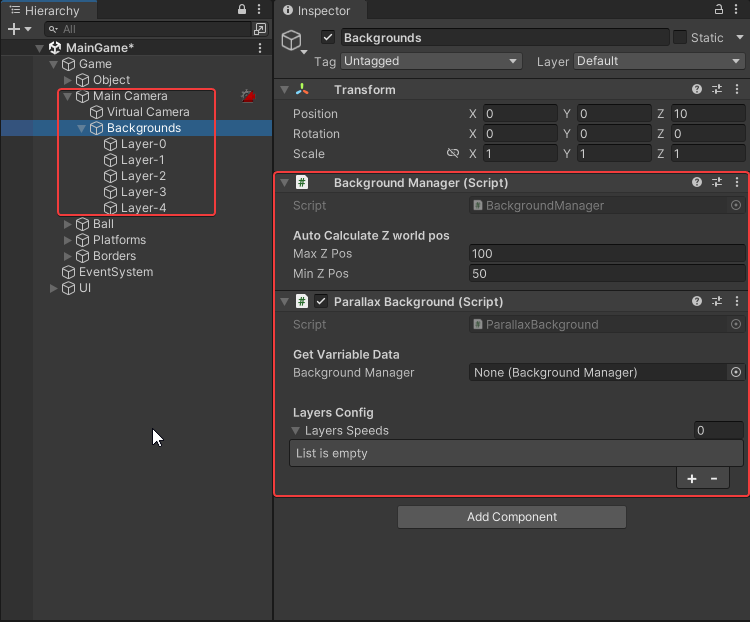 Hierarchy
All
MainGame*
Game
Object
Main Camera
Virtual Camera
Backgrounds
Layer-0
Layer-1
Layer-2
Layer-3
Layer-4
Ball
Platforms
Borders
EventSystem
UI
Inspector
Backgrounds Static
Tag Untagged Layer Default
Transform
Position X 0 Y 0 Z 10
Rotation X 0 Y 0 Z 0
Scale X 1 Y 1 Z 1
# Background Manager (Script)
Script # BackgroundManager
Auto Calculate Z world pos
Max Z Pos 100
Min Z Pos 50
# Parallax Background (Script)
Script # ParallaxBackground
Get Varriable Data
Background Manager None (Background Manager)
Layers Config
Layers Speeds 0
List is empty
+ -
Add Component